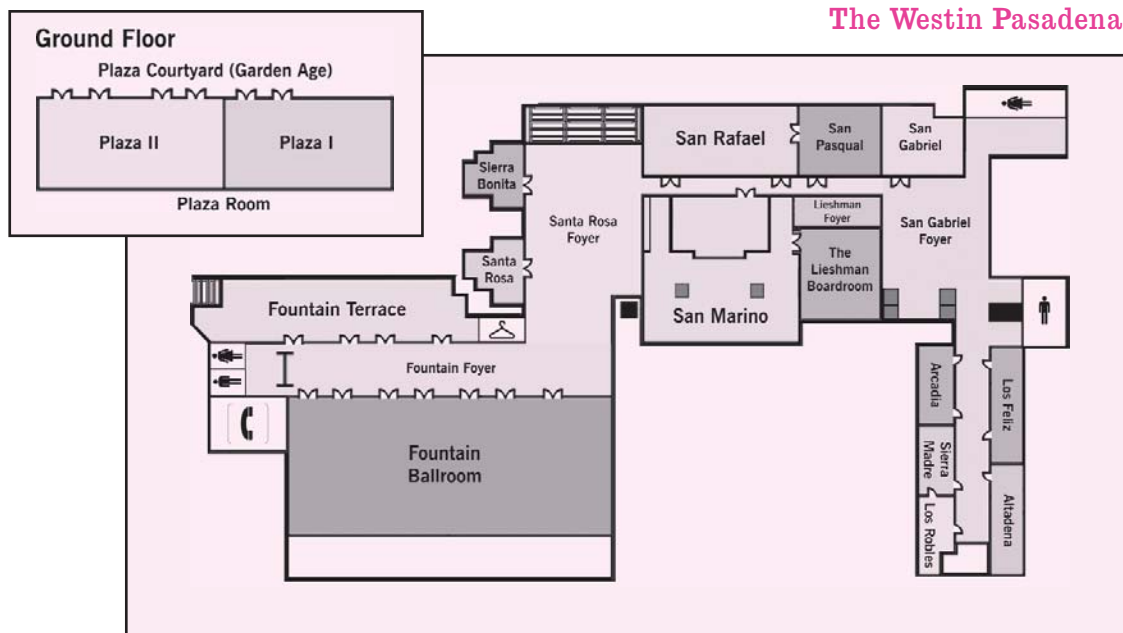 The Westin Pasadena
Ground Floor
Plaza Courtyard (Garden Age)
Plaza II
Plaza I
Plaza Room
San Rafael
San
Pasqual
San
Gabriel
Sierra
Bonita
Santa Rosa
Foyer
Lieshman
Foyer
San Gabriel
Foyer
Santa
Rosa
The
Lieshman
Boardroom
Fountain Terrace
San Marino
Fountain Foyer
Arcadia
Los Feliz
Fountain
Ballroom
Sierra
Madre
Los Robles
Altadena